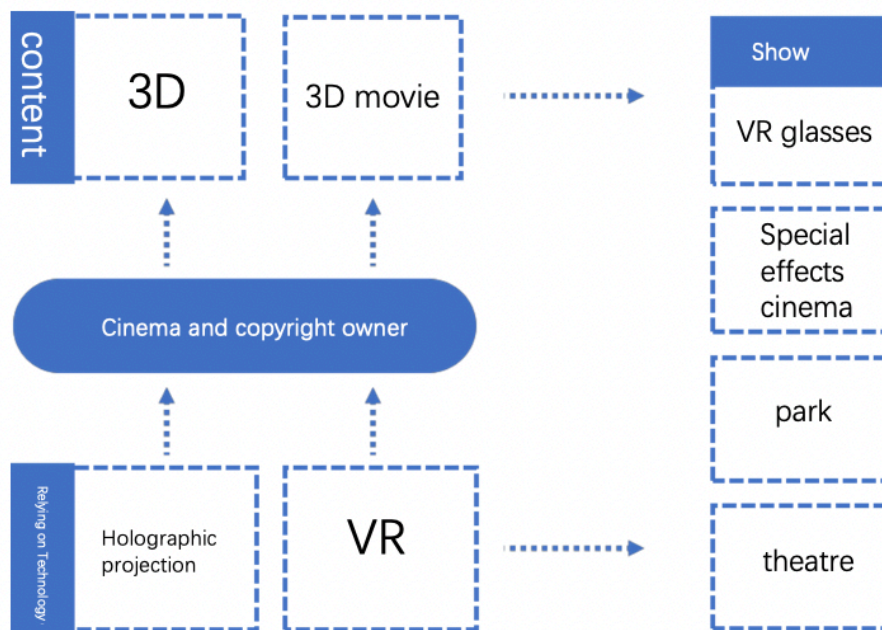 content
3D
3D movie
Show
VR glasses
Special
effects
cinema
Cinema and copyright owner
park
Relying on Technology
Holographic
projection
VR
theatre